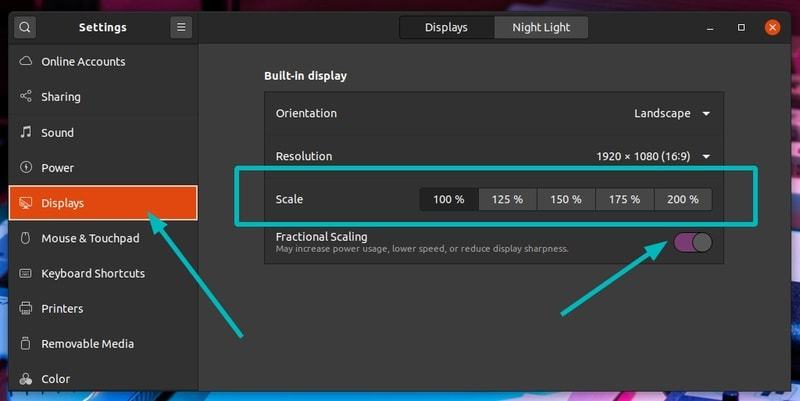 Settings
Displays
Night Light
Online Accounts
Sharing
Sound
Power
Displays
Mouse & Touchpad
Keyboard Shortcuts
Printers
Removable Media
Color
Built-in display
Orientation Landscape
Resolution 1920 × 1080 (16:9)
Scale 100 % 125 % 150 % 175 % 200 %
Fractional Scaling
May increase power usage, lower speed, or reduce display sharpness.